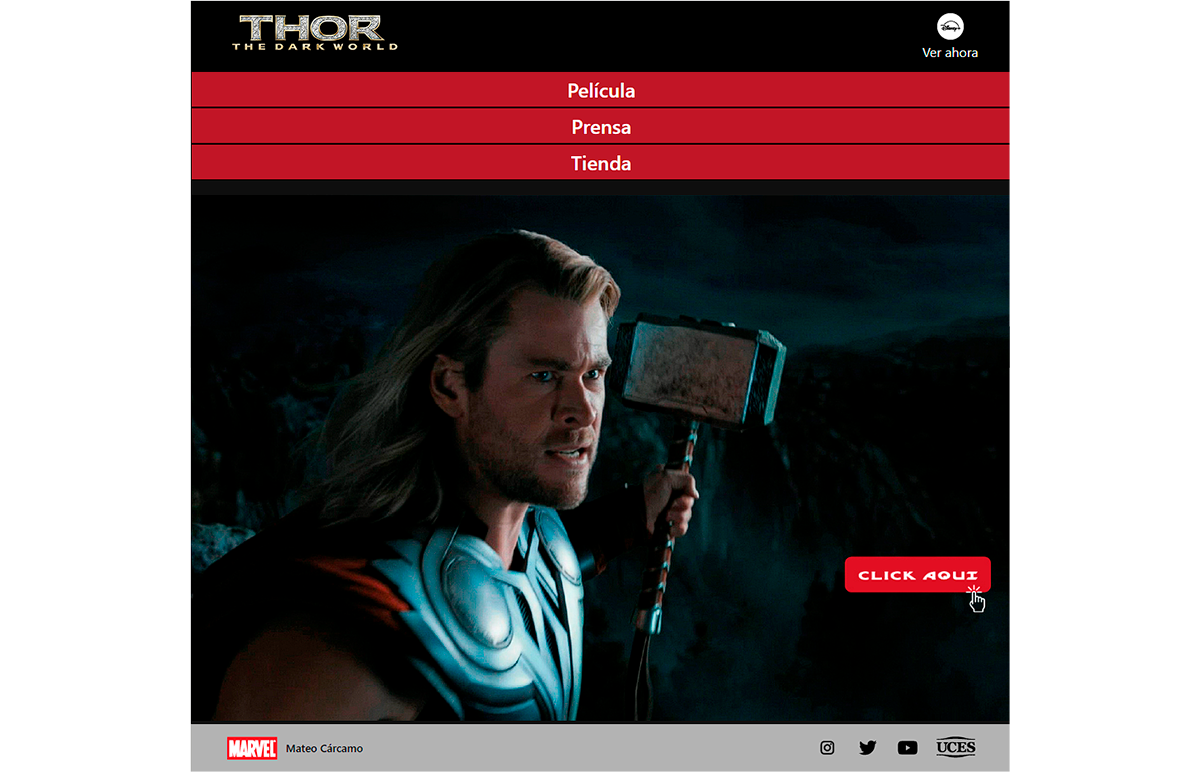 THOR
THE DARK WORLD
Disney+
Ver ahora
Película
Prensa
Tienda
CLICK AQUI
MARVEL Mateo Cárcamo
UCES